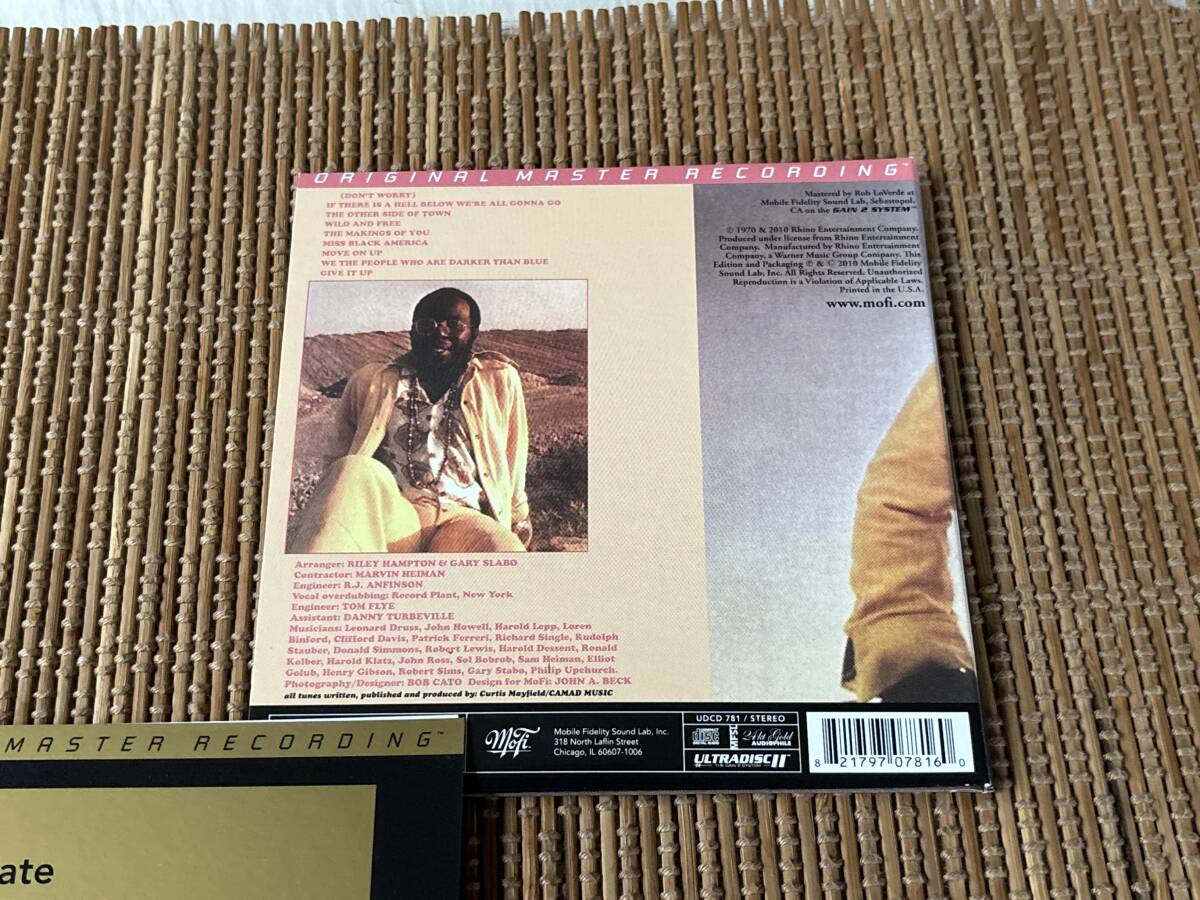 ORIGINAL MASTER RECORDING™
(DON'T WORRY)
IF THERE IS A HELL BELOW WE'RE ALL GONNA GO
THE OTHER SIDE OF TOWN
WILD AND FREE
THE MAKINGS OF YOU
MISS BLACK AMERICA
MOVE ON UP
WE THE PEOPLE WHO ARE DARKER THAN BLUE
GIVE IT UP
Mastered by Rob LoVerde at
Mobile Fidelity Sound Lab, Sebastopol,
CA on the GAIN 2 SYSTEM™
℗ 1970 & 2010 Rhino Entertainment Company.
Produced under license from Rhino Entertainment
Company. Manufactured by Rhino Entertainment
Company, a Warner Music Group Company. This
Edition and Packaging ℗ & © 2010 Mobile Fidelity
Sound Lab, Inc. All Rights Reserved. Unauthorized
Reproduction is a Violation of Applicable Laws.
Printed in the U.S.A.
www.mofi.com
Arranger: RILEY HAMPTON & GARY SLABO
Contractor: MARVIN HEIMAN
Engineer: R.J. ANFINSON
Vocal overdubbing: Record Plant, New York
Engineer: TOM FLYE
Assistant: DANNY TURBEVILLE
Musicians: Leonard Druss, John Howell, Harold Lepp, Loren
Binford, Clifford Davis, Patrick Ferreri, Richard Single, Rudolph
Stauber, Donald Simmons, Robert Lewis, Harold Dessent, Ronald
Kolber, Harold Klatz, John Ross, Sol Bobrob, Sam Heiman, Elliot
Golub, Henry Gibson, Robert Sims, Gary Stabo, Philip Upchurch.
Photography/Designer: BOB CATO Design for MoFi: JOHN A. BECK
all tunes written, published and produced by: Curtis Mayfield/CAMAD MUSIC
MoFi
Mobile Fidelity Sound Lab, Inc.
318 North Laflin Street
Chicago, IL 60607-1006
UDCD 781 / STEREO
COMPACT disc DIGITAL AUDIO
MFSL
24kt Gold
AUDIOPHILE
ULTRADISC II™
8 21797 07816 0
MASTER RECORDING™
ate